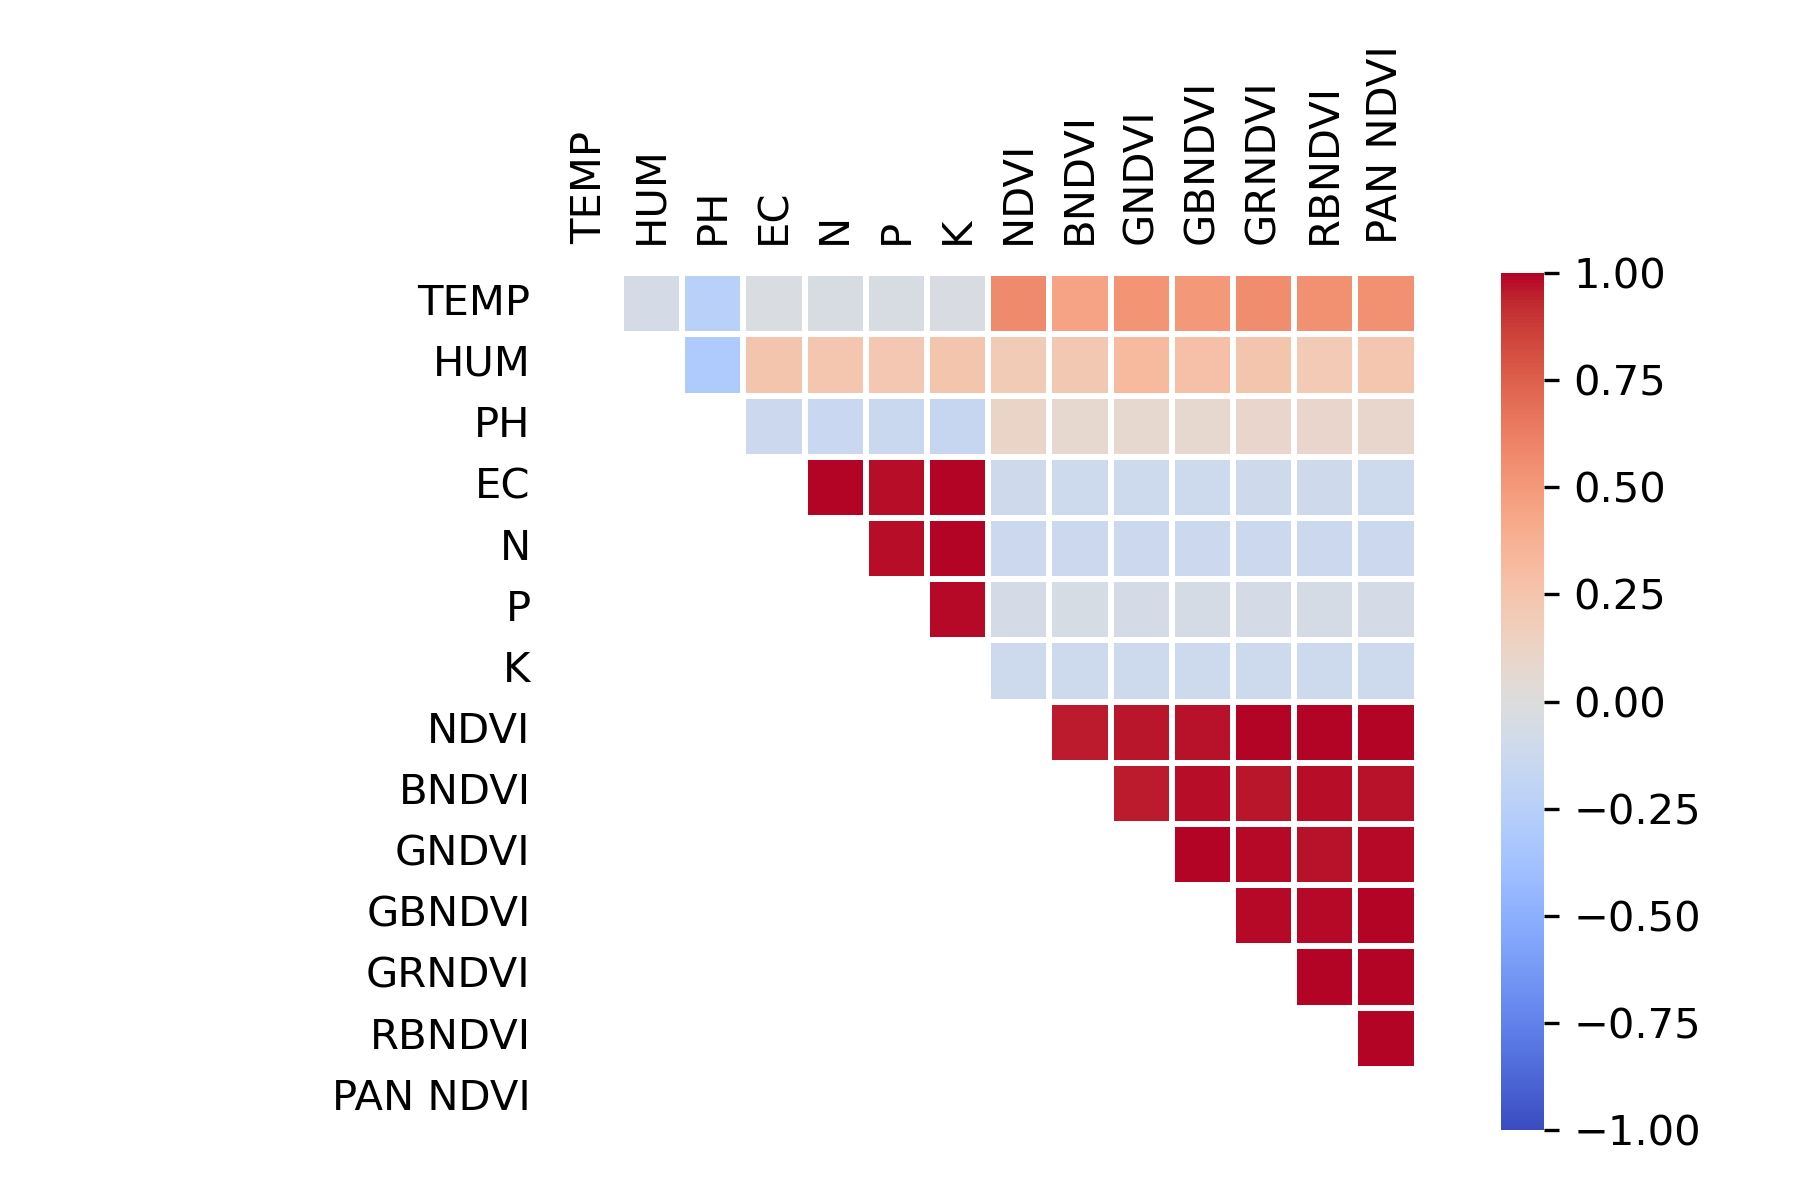 TEMP HUM PH EC N P K NDVI BNDVI GNDVI GBNDVI GRNDVI RBNDVI PAN NDVI
TEMP
HUM
PH
EC
N
P
K
NDVI
BNDVI
GNDVI
GBNDVI
GRNDVI
RBNDVI
PAN NDVI
1.00
0.75
0.50
0.25
0.00
−0.25
−0.50
−0.75
−1.00